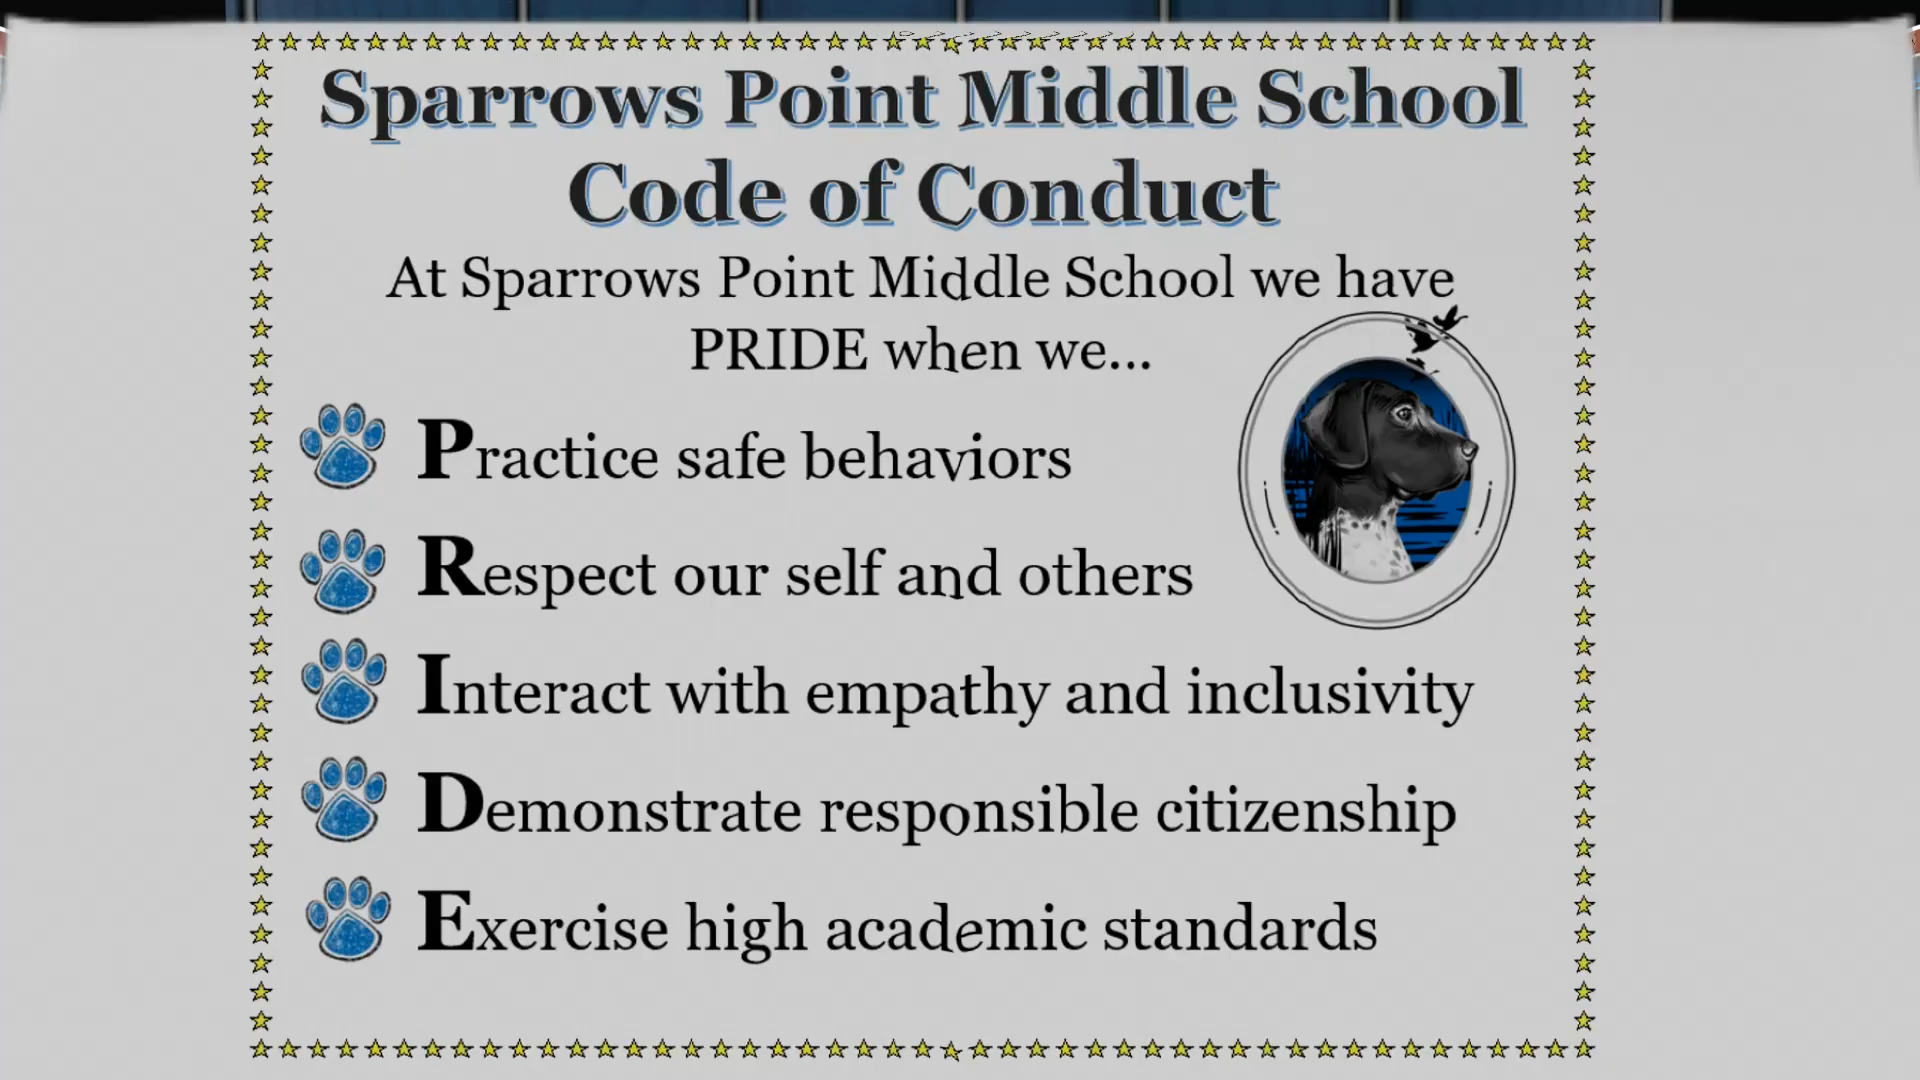 Sparrows Point Middle School
Code of Conduct
At Sparrows Point Middle School we have
PRIDE when we...
Practice safe behaviors
Respect our self and others
Interact with empathy and inclusivity
Demonstrate responsible citizenship
Exercise high academic standards